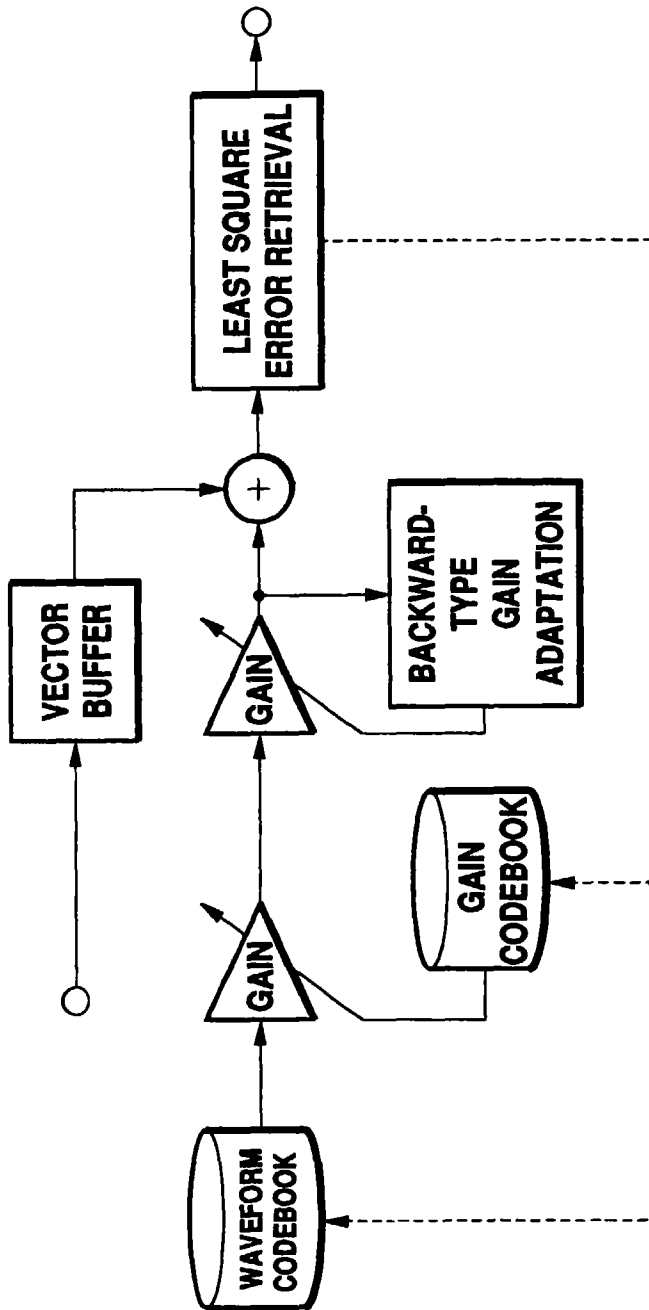 VECTOR
BUFFER
WAVEFORM
CODEBOOK
GAIN
GAIN
+
LEAST SQUARE
ERROR RETRIEVAL
GAIN
CODEBOOK
BACKWARD-
TYPE
GAIN
ADAPTATION